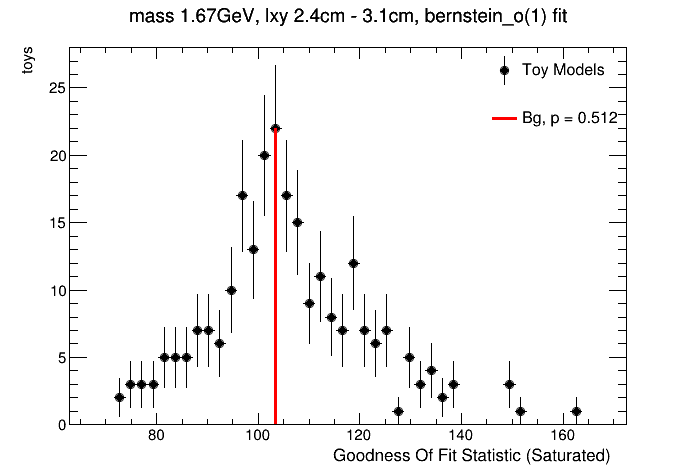 mass 1.67GeV, lxy 2.4cm - 3.1cm, bernstein_o(1) fit
toys
Toy Models
Bg, p = 0.512
25
20
15
10
5
0
80
100
120
140
160
Goodness Of Fit Statistic (Saturated)